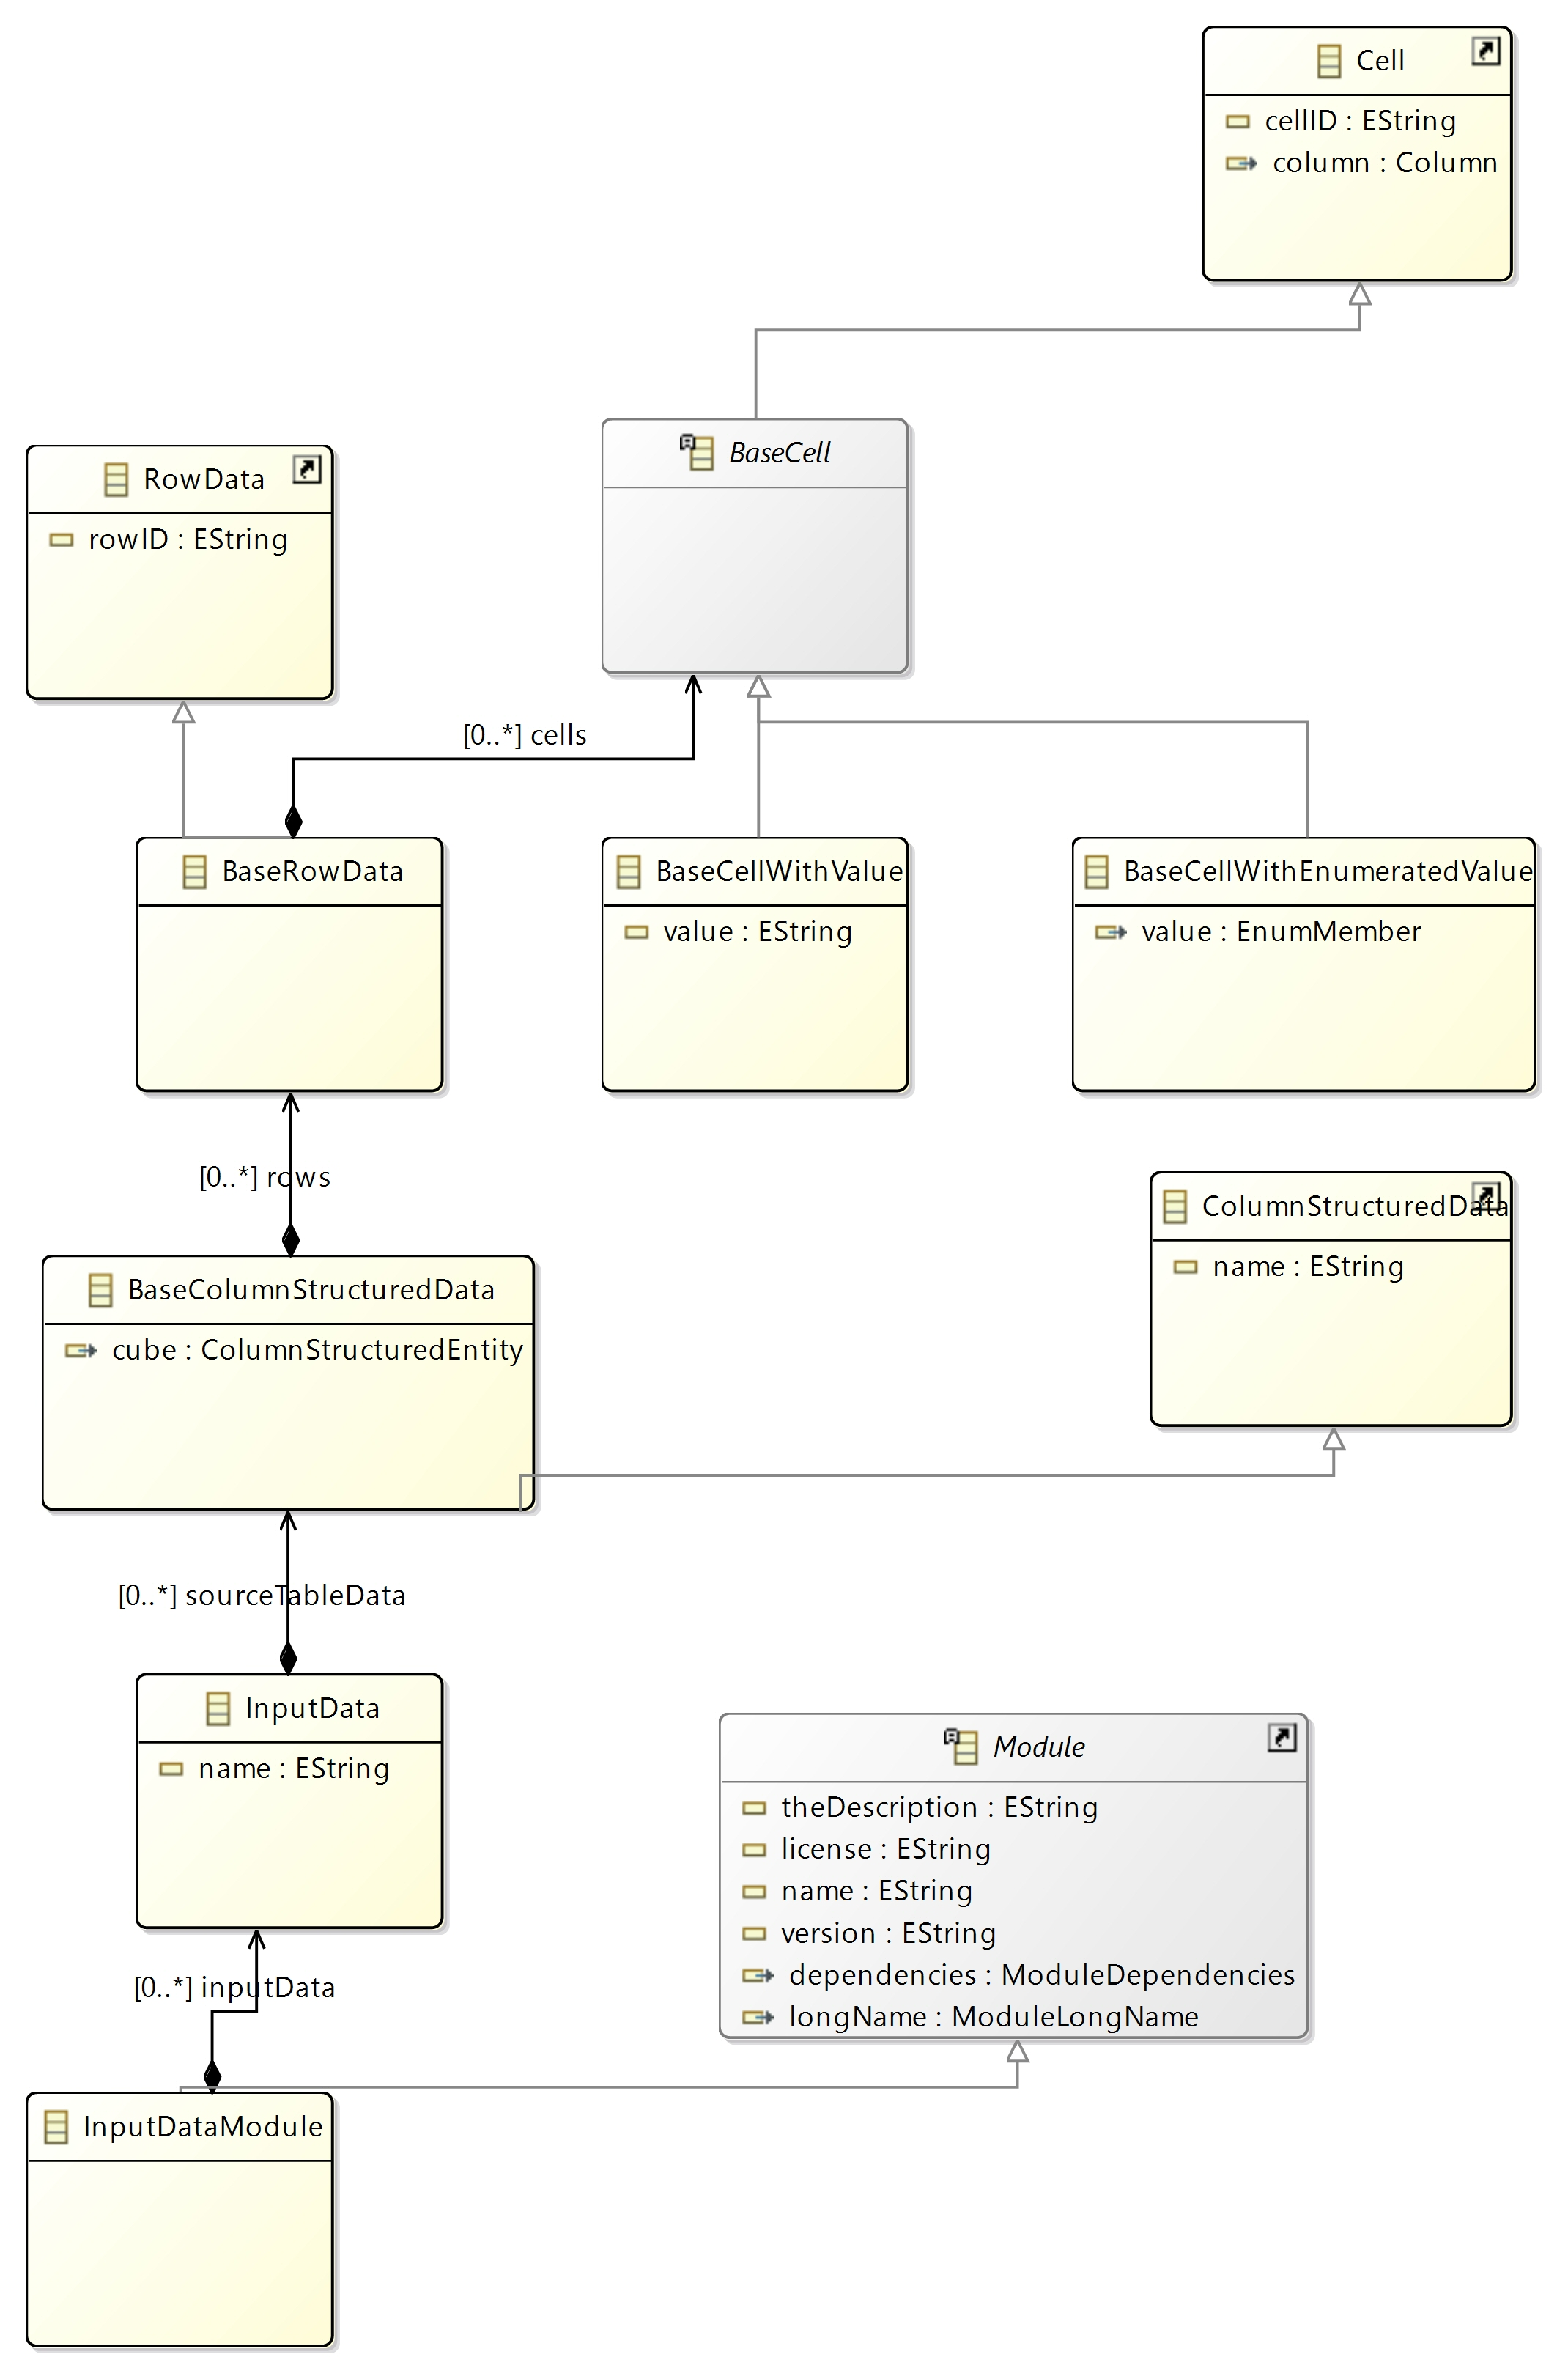 Cell
cellID : EString
column : Column
BaseCell
RowData
rowID : EString
[0..*] cells
BaseRowData
BaseCellWithValue
value : EString
BaseCellWithEnumeratedValue
value : EnumMember
[0..*] rows
ColumnStructuredData
name : EString
BaseColumnStructuredData
cube : ColumnStructuredEntity
[0..*] sourceTableData
InputData
name : EString
Module
theDescription : EString
license : EString
name : EString
version : EString
dependencies : ModuleDependencies
longName : ModuleLongName
[0..*] inputData
InputDataModule